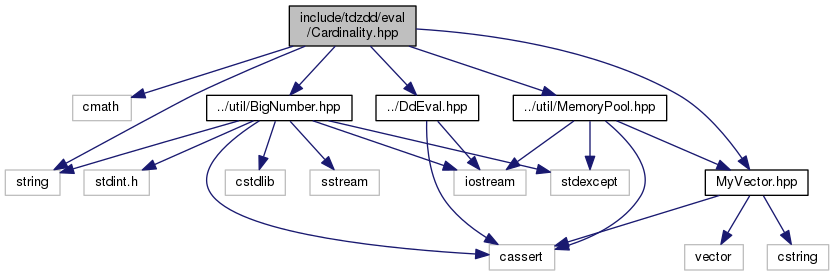 include/tdzdd/eval
/Cardinality.hpp
cmath
../util/BigNumber.hpp
../DdEval.hpp
../util/MemoryPool.hpp
string
stdint.h
cstdlib
sstream
iostream
stdexcept
MyVector.hpp
cassert
vector
cstring